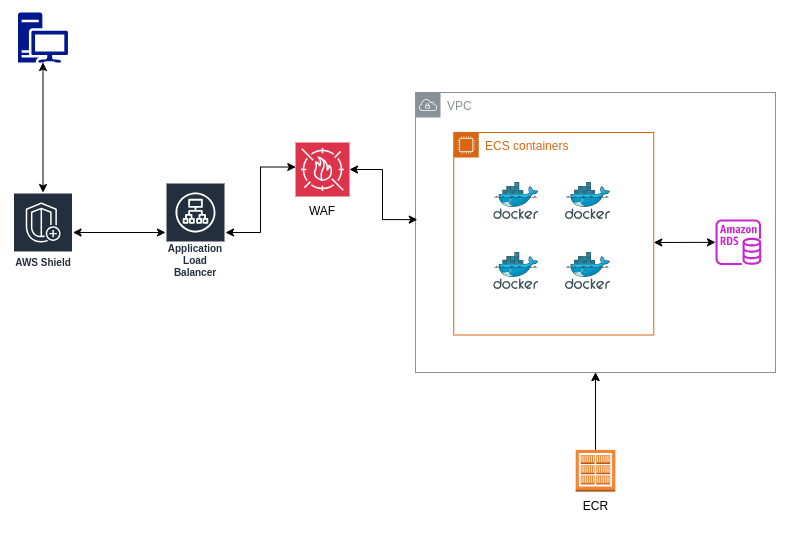 VPC
ECS containers
WAF
docker
docker
Amazon
RDS
AWS Shield
Application
Load
Balancer
docker
docker
ECR